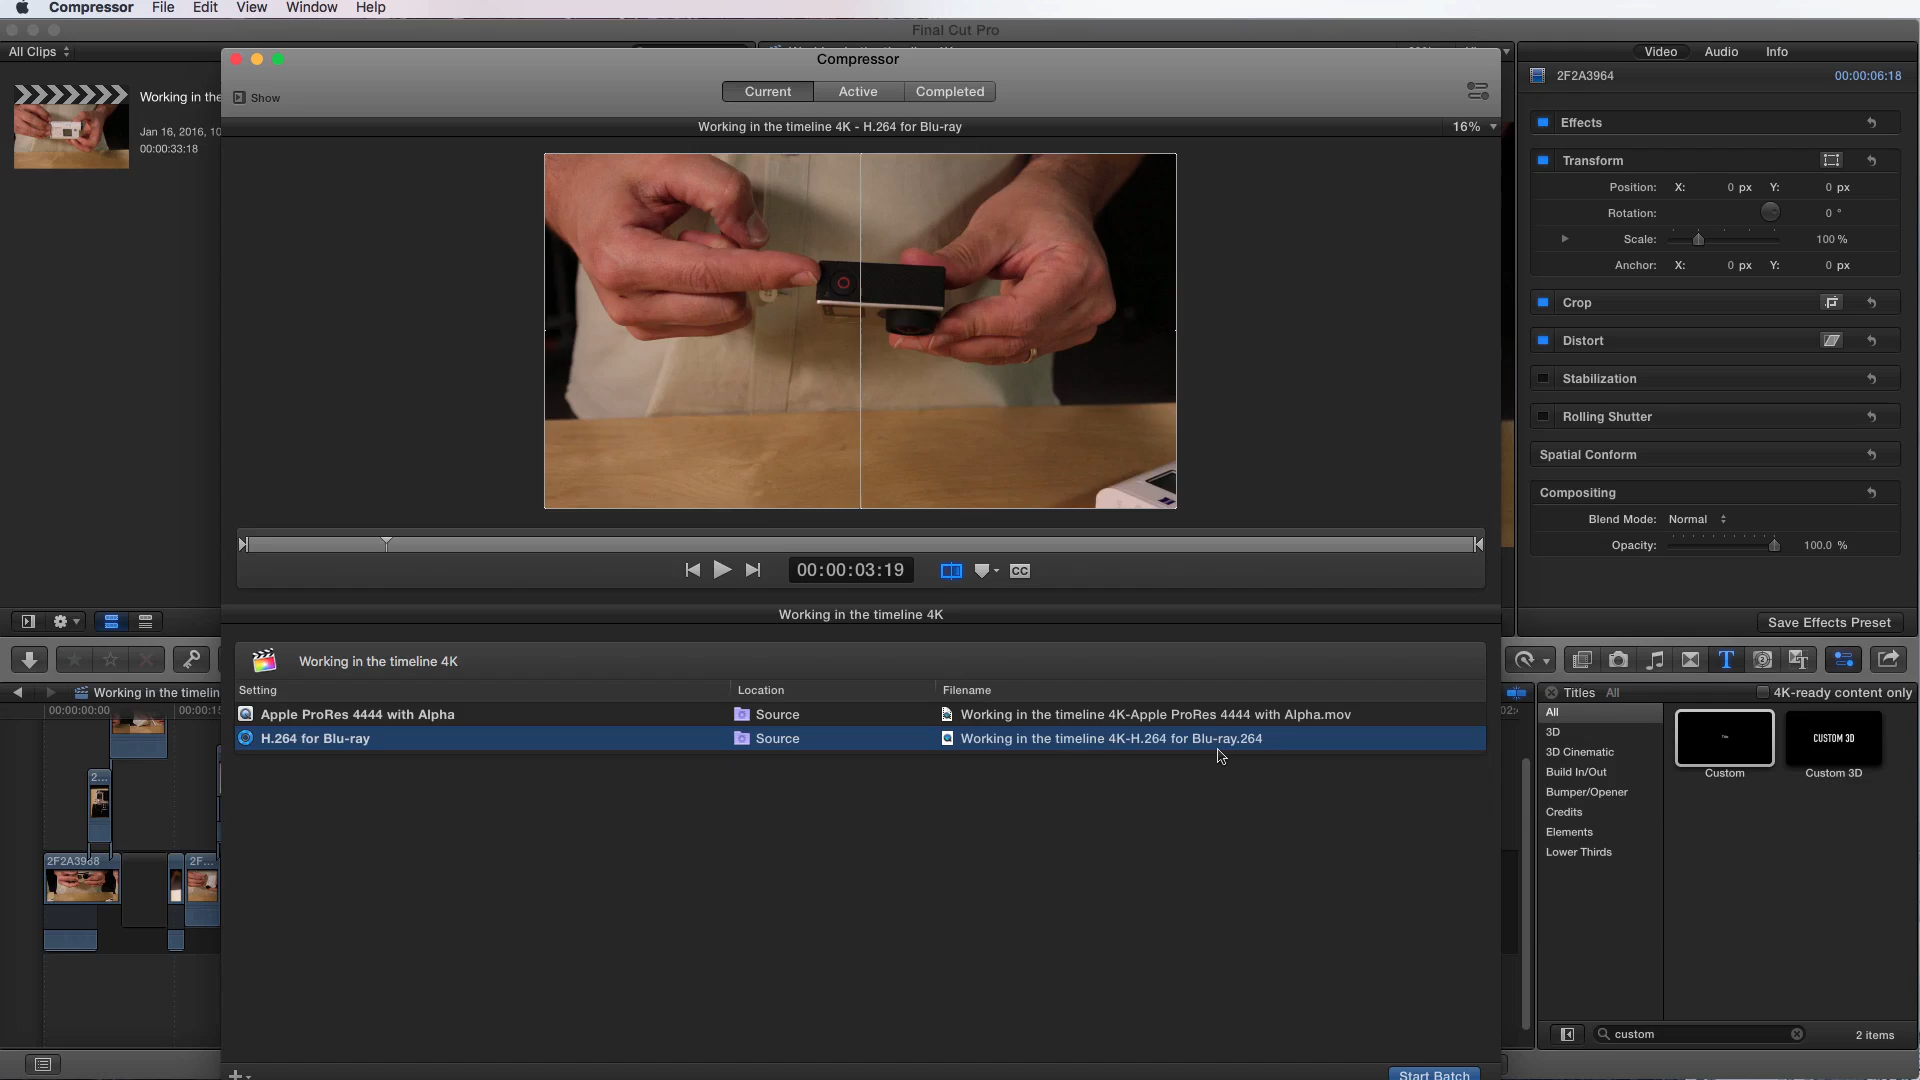 Compressor File Edit View Window Help
Final Cut Pro
All Clips
Working in the
Jan 16, 2016, 10
00:00:33:18
Compressor
Show
Current Active Completed
Working in the timeline 4K - H.264 for Blu-ray
16%
00:00:03:19
CC
Working in the timeline 4K
Working in the timeline 4K
Setting Location Filename
Apple ProRes 4444 with Alpha Source Working in the timeline 4K-Apple ProRes 4444 with Alpha.mov
H.264 for Blu-ray Source Working in the timeline 4K-H.264 for Blu-ray.264
Start Batch
Working in the timelin
00:00:00:00 00:00:1
2...
2F2A3968 2F...
Video Audio Info
2F2A3964 00:00:06:18
Effects
Transform
Position: X: 0 px Y: 0 px
Rotation: 0 °
Scale: 100 %
Anchor: X: 0 px Y: 0 px
Crop
Distort
Stabilization
Rolling Shutter
Spatial Conform
Compositing
Blend Mode: Normal
Opacity: 100.0 %
Save Effects Preset
Titles All 4K-ready content only
All
3D
3D Cinematic
Build In/Out
Bumper/Opener
Credits
Elements
Lower Thirds
CUSTOM 3D
Custom Custom 3D
custom 2 items